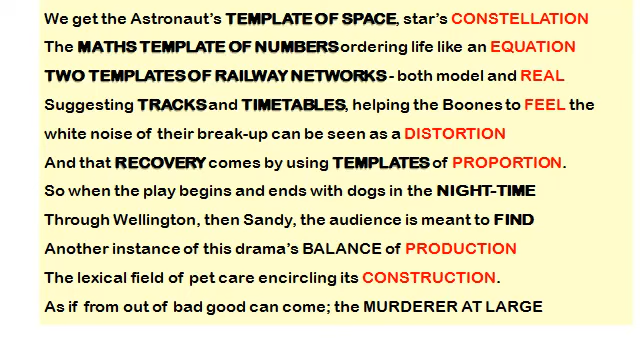 We get the Astronaut's TEMPLATE OF SPACE, star's CONSTELLATION
The MATHS TEMPLATE OF NUMBERS ordering life like an EQUATION
TWO TEMPLATES OF RAILWAY NETWORKS - both model and REAL
Suggesting TRACKS and TIMETABLES, helping the Boones to FEEL the
white noise of their break-up can be seen as a DISTORTION
And that RECOVERY comes by using TEMPLATES of PROPORTION.
So when the play begins and ends with dogs in the NIGHT-TIME
Through Wellington, then Sandy, the audience is meant to FIND
Another instance of this drama's BALANCE of PRODUCTION
The lexical field of pet care encircling its CONSTRUCTION.
As if from out of bad good can come; the MURDERER AT LARGE